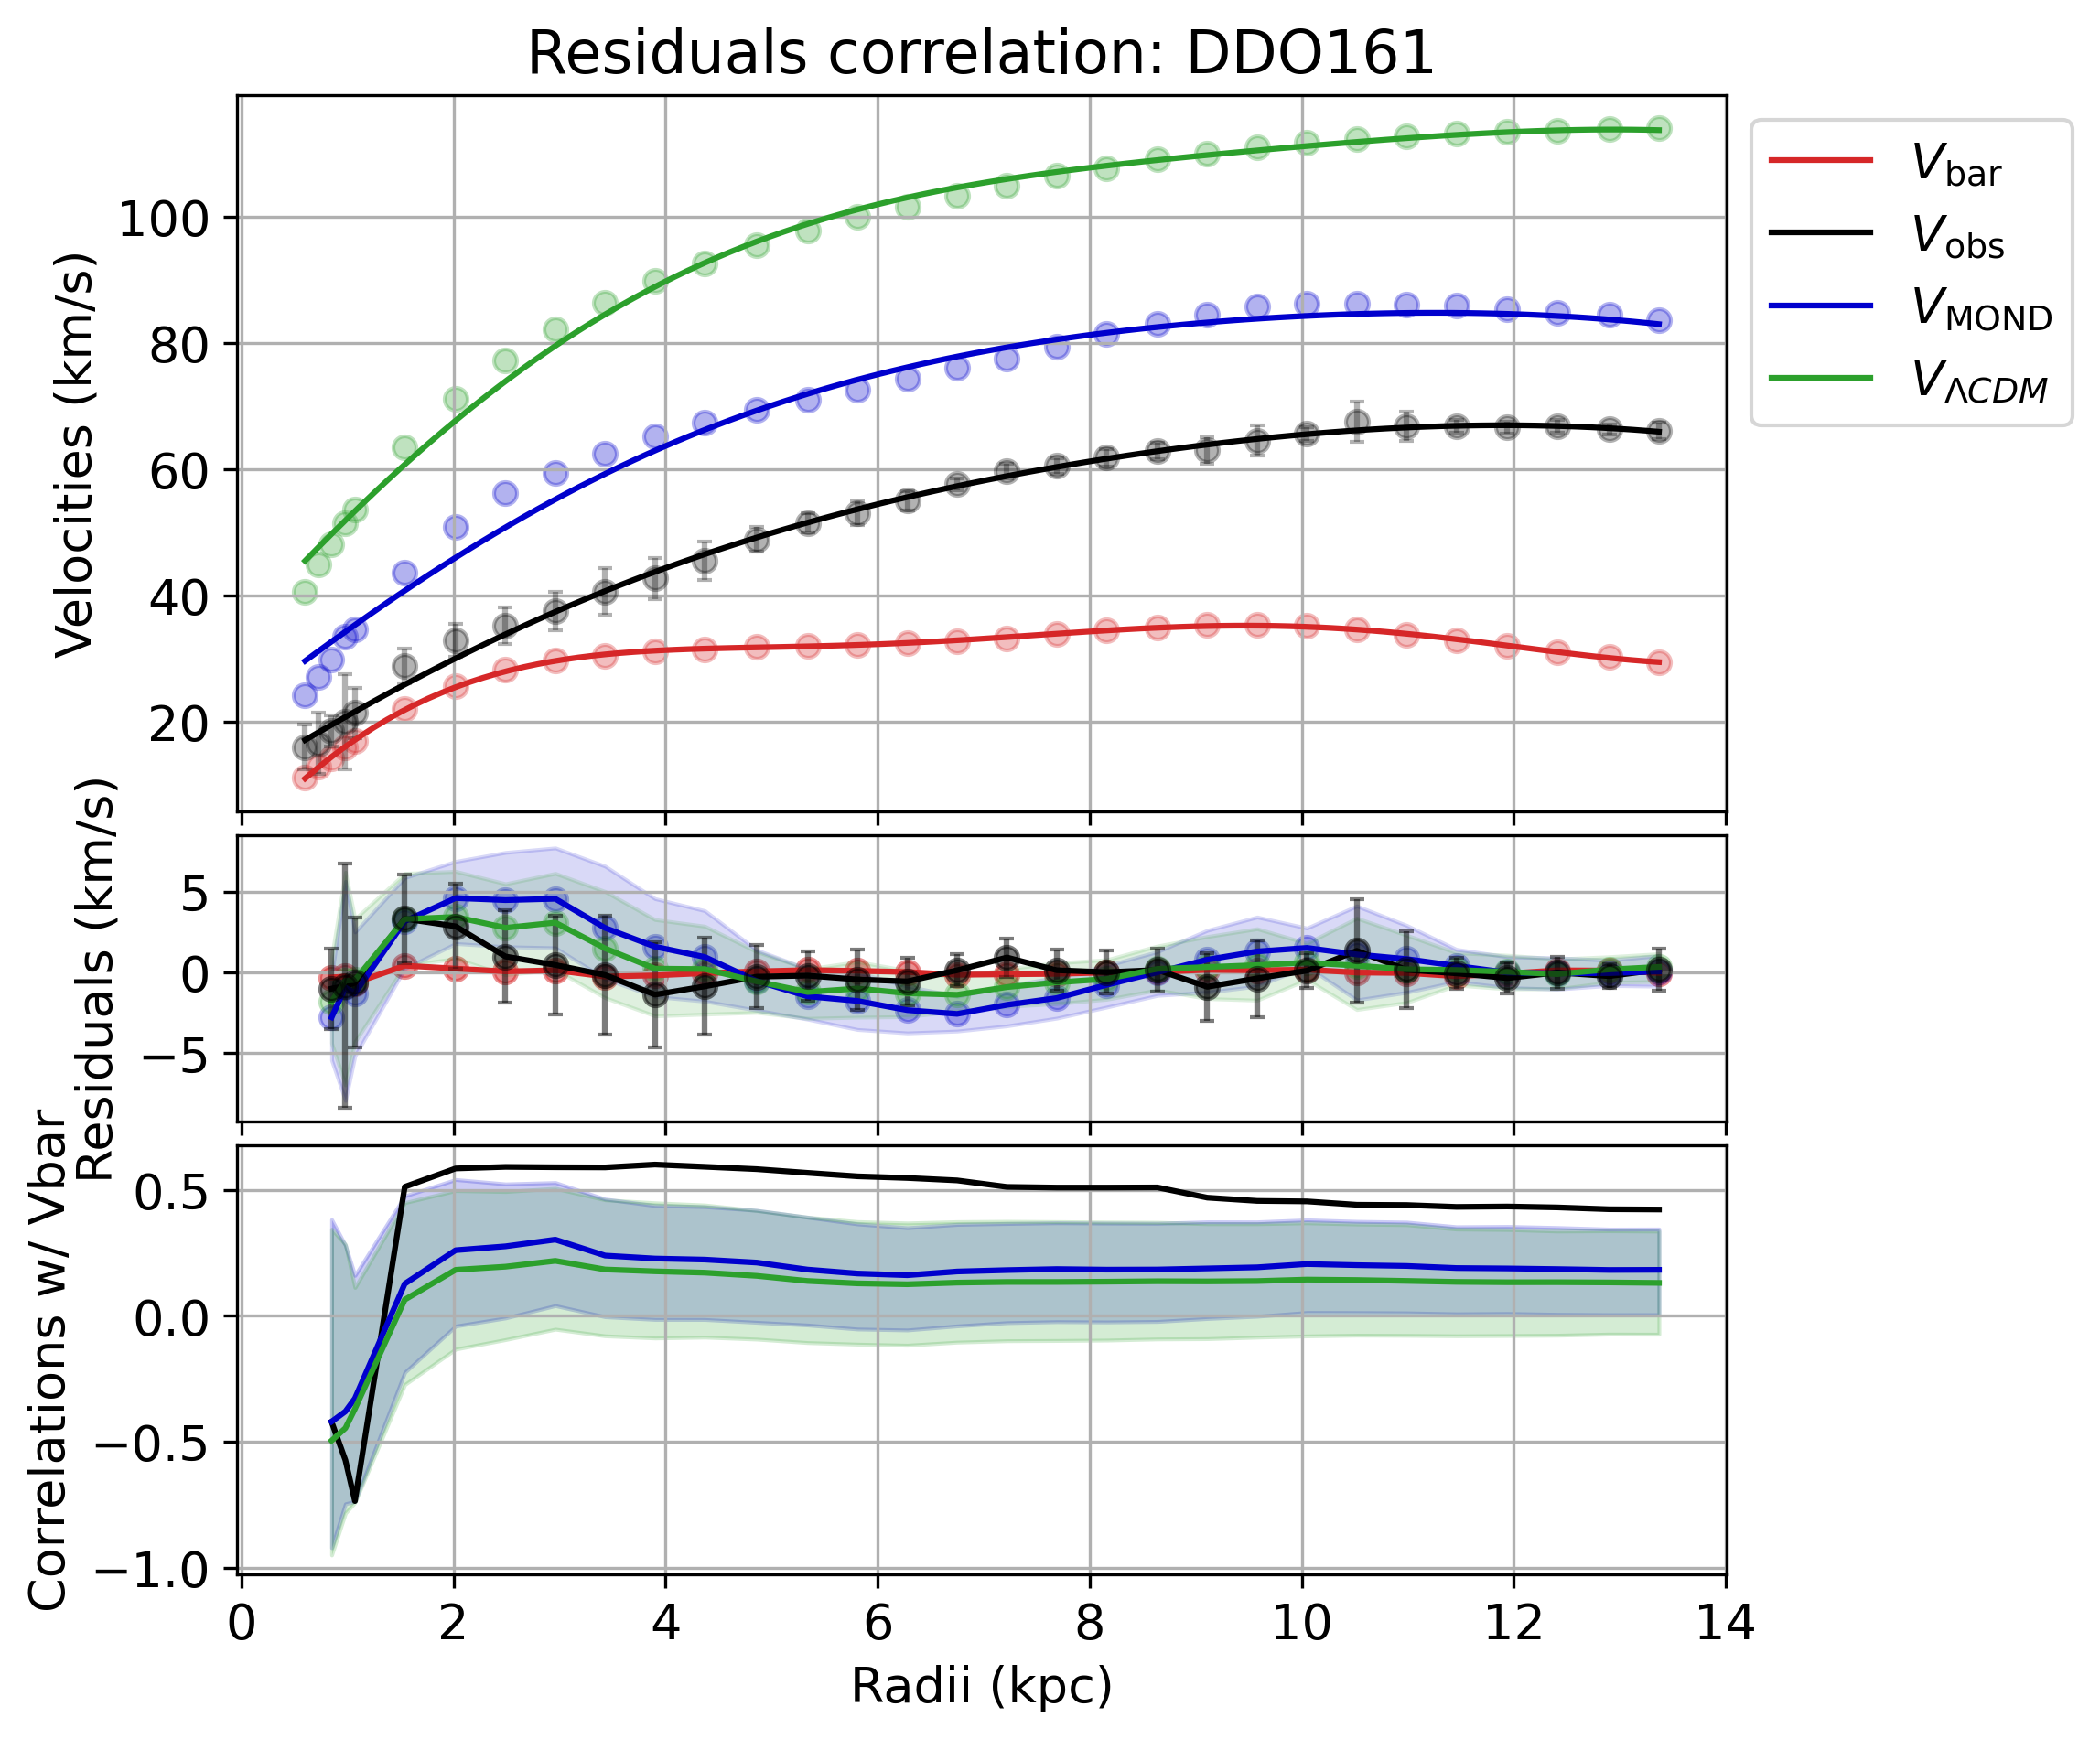 Residuals correlation: DDO161
Velocities (km/s)
100
80
60
40
20
V_bar
V_obs
V_MOND
V_ΛCDM
Residuals (km/s)
5
0
−5
Correlations w/ Vbar
0.5
0.0
−0.5
−1.0
0 2 4 6 8 10 12 14
Radii (kpc)